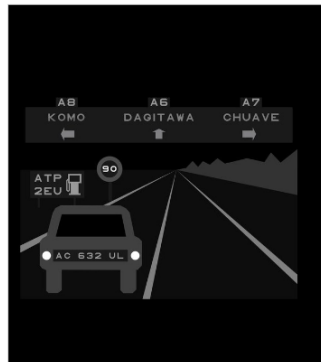 A8 A6 A7
KOMO DAGITAWA CHUAVE
90
ATP
2EU
AC 632 UL